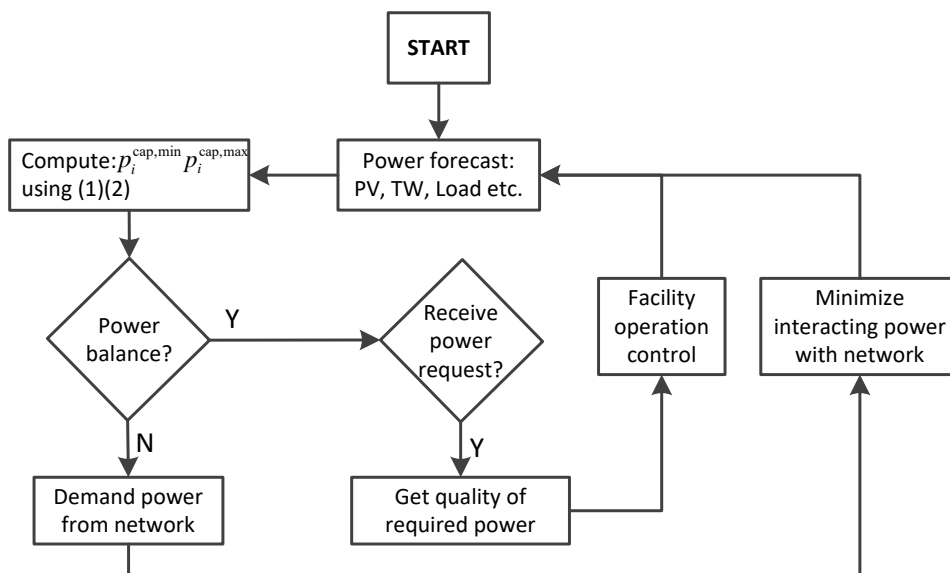 START
Power forecast:
PV, TW, Load etc.
Compute: p_i^{cap,min} p_i^{cap,max}
using (1)(2)
Power
balance?
Y
Receive
power
request?
Facility
operation
control
Minimize
interacting power
with network
N
Y
Demand power
from network
Get quality of
required power